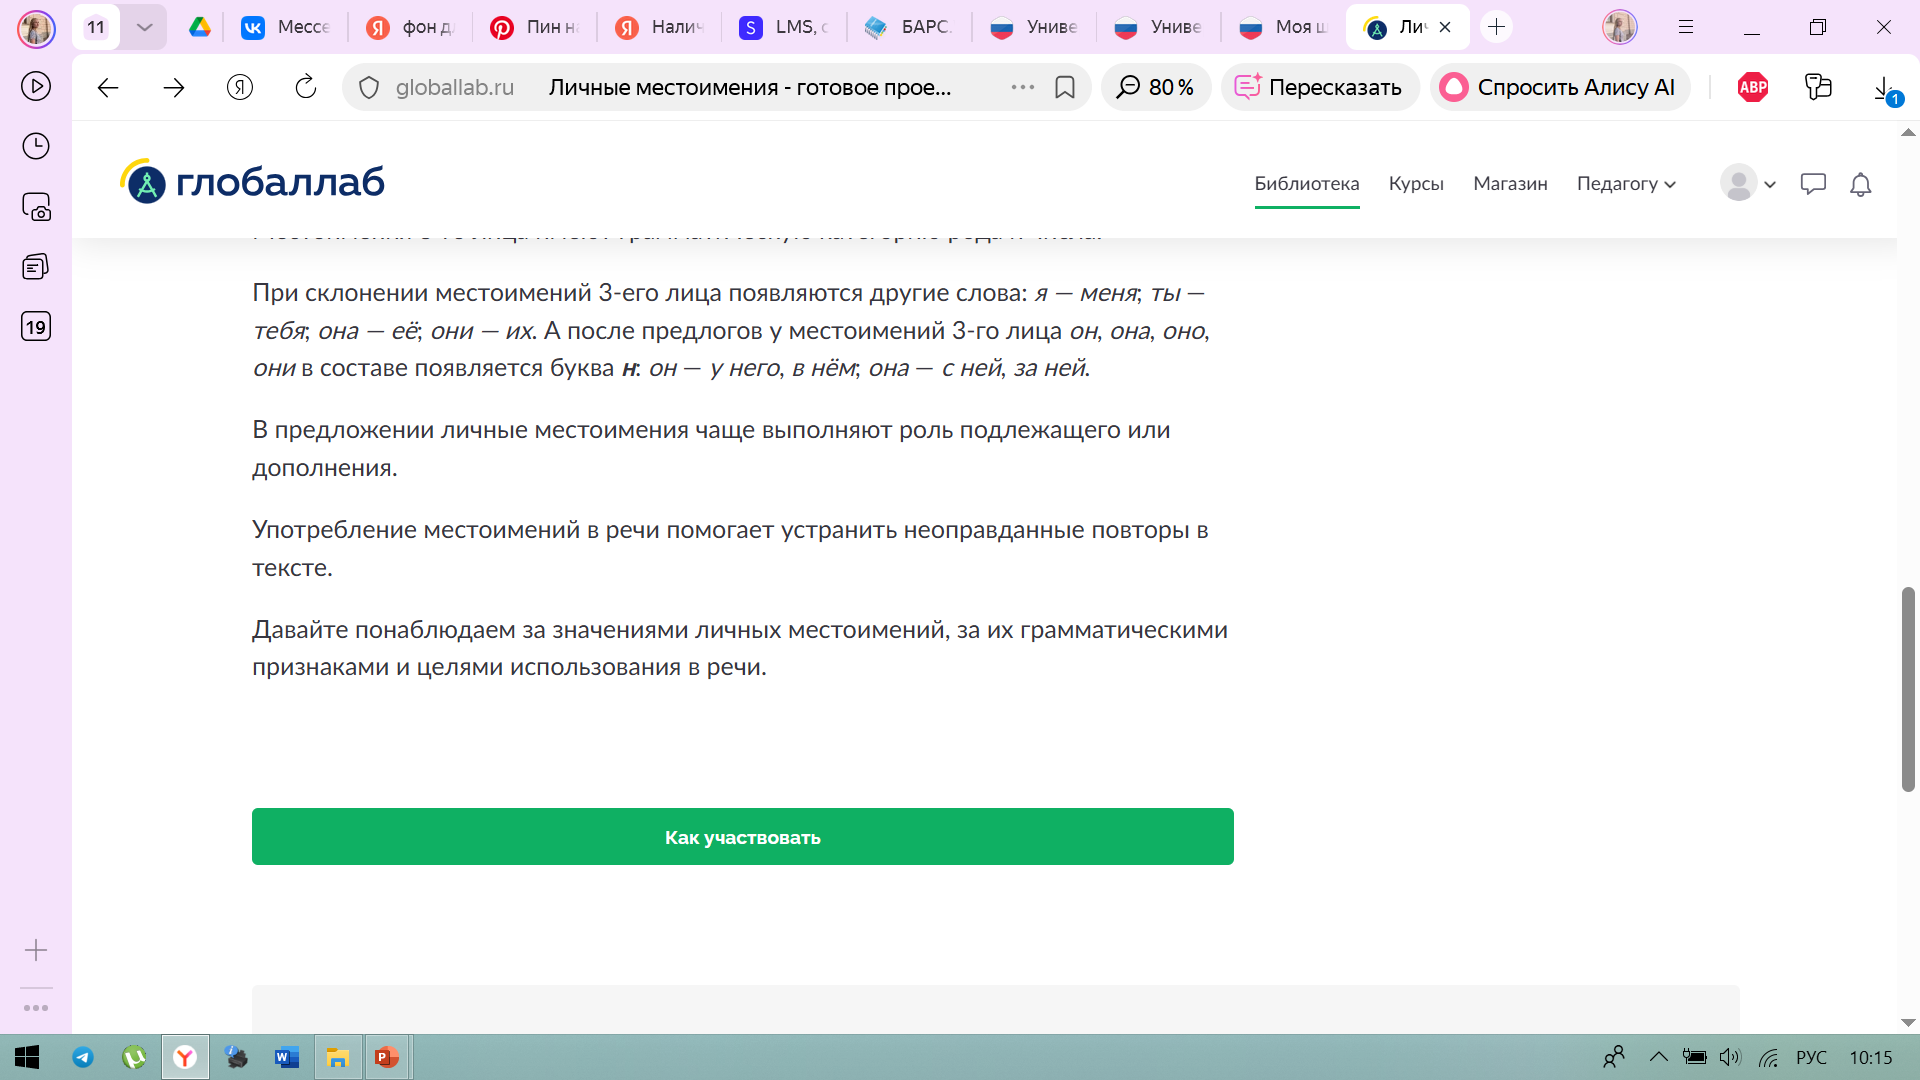 11
Мессе
фон д
Пин н
Налич
LMS, с
БАРС.
Униве
Униве
Моя ш
Ли
globallab.ru
Личные местоимения - готовое прое...
80 %
Пересказать
Спросить Алису AI
ABP
1
19
глобаллаб
Библиотека
Курсы
Магазин
Педагогу
При склонении местоимений 3-его лица появляются другие слова: я — меня; ты —
тебя; она — её; они — их. А после предлогов у местоимений 3-го лица он, она, оно,
они в составе появляется буква н: он — у него, в нём; она — с ней, за ней.
В предложении личные местоимения чаще выполняют роль подлежащего или
дополнения.
Употребление местоимений в речи помогает устранить неоправданные повторы в
тексте.
Давайте понаблюдаем за значениями личных местоимений, за их грамматическими
признаками и целями использования в речи.
Как участвовать
РУС
10:15